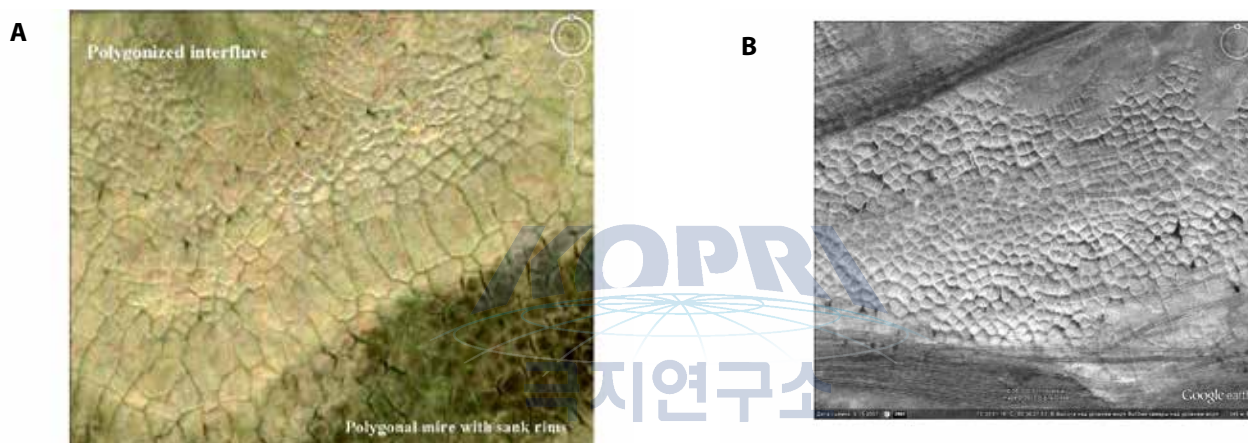 A
B
Polygonized interfluve
KOPRI
극지연구소
Polygonal mire with sank rims
Google earth